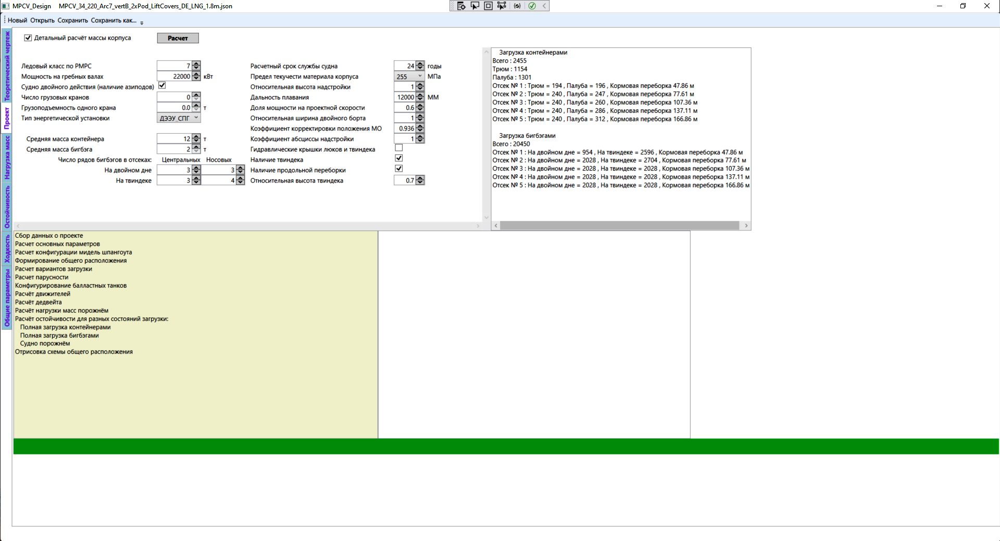 MPCV_Design MPCV_34_220_Arc7_vertB_2xPod_LiftCovers_DE_LNG_1.8m.json
Новый Открыть Сохранить Сохранить как...
Теоретический чертеж
Проект
Нагрузка масс
Остойчивость
Ходкость
Общие параметры
Детальный расчёт массы корпуса Расчет
Ледовый класс по РМРС 7
Мощность на гребных валах 22000 кВт
Судно двойного действия (наличие азиподов)
Число грузовых кранов 0
Грузоподъемность одного крана 0.0 т
Тип энергетической установки ДЭЭУ_СПГ
Средняя масса контейнера 12 т
Средняя масса бигбэга 2 т
Число рядов бигбэгов в отсеках: Центральных Носовых
На двойном дне 3 3
На твиндеке 3 4
Расчетный срок службы судна 24 годы
Предел текучести материала корпуса 255 МПа
Относительная высота надстройки 1
Дальность плавания 12000 ММ
Доля мощности на проектной скорости 0.6
Относительная ширина двойного борта 1
Коэффициент корректировки положения МО 0.936
Коэффициент абсциссы надстройки 1
Гидравлические крышки люков и твиндека
Наличие твиндека
Наличие продольной переборки
Относительная высота твиндека 0.7
Загрузка контейнерами
Всего : 2455
Трюм : 1154
Палуба : 1301
Отсек № 1 : Трюм = 194 , Палуба = 196 , Кормовая переборка 47.86 м
Отсек № 2 : Трюм = 240 , Палуба = 247 , Кормовая переборка 77.61 м
Отсек № 3 : Трюм = 240 , Палуба = 260 , Кормовая переборка 107.36 м
Отсек № 4 : Трюм = 240 , Палуба = 286 , Кормовая переборка 137.11 м
Отсек № 5 : Трюм = 240 , Палуба = 312 , Кормовая переборка 166.86 м
Загрузка бигбэгами
Всего : 20450
Отсек № 1 : На двойном дне = 954 , На твиндеке = 2596 , Кормовая переборка 47.86 м
Отсек № 2 : На двойном дне = 2028 , На твиндеке = 2704 , Кормовая переборка 77.61 м
Отсек № 3 : На двойном дне = 2028 , На твиндеке = 2028 , Кормовая переборка 107.36 м
Отсек № 4 : На двойном дне = 2028 , На твиндеке = 2028 , Кормовая переборка 137.11 м
Отсек № 5 : На двойном дне = 2028 , На твиндеке = 2028 , Кормовая переборка 166.86 м
Сбор данных о проекте
Расчет основных параметров
Расчет конфигурации мидель шпангоута
Формирование общего расположения
Расчет вариантов загрузки
Расчет парусности
Конфигурирование балластных танков
Расчёт движителей
Расчёт дедвейта
Расчёт нагрузки масс порожнём
Расчёт остойчивости для разных состояний загрузки:
Полная загрузка контейнерами
Полная загрузка бигбэгами
Судно порожнём
Отрисовка схемы общего расположения